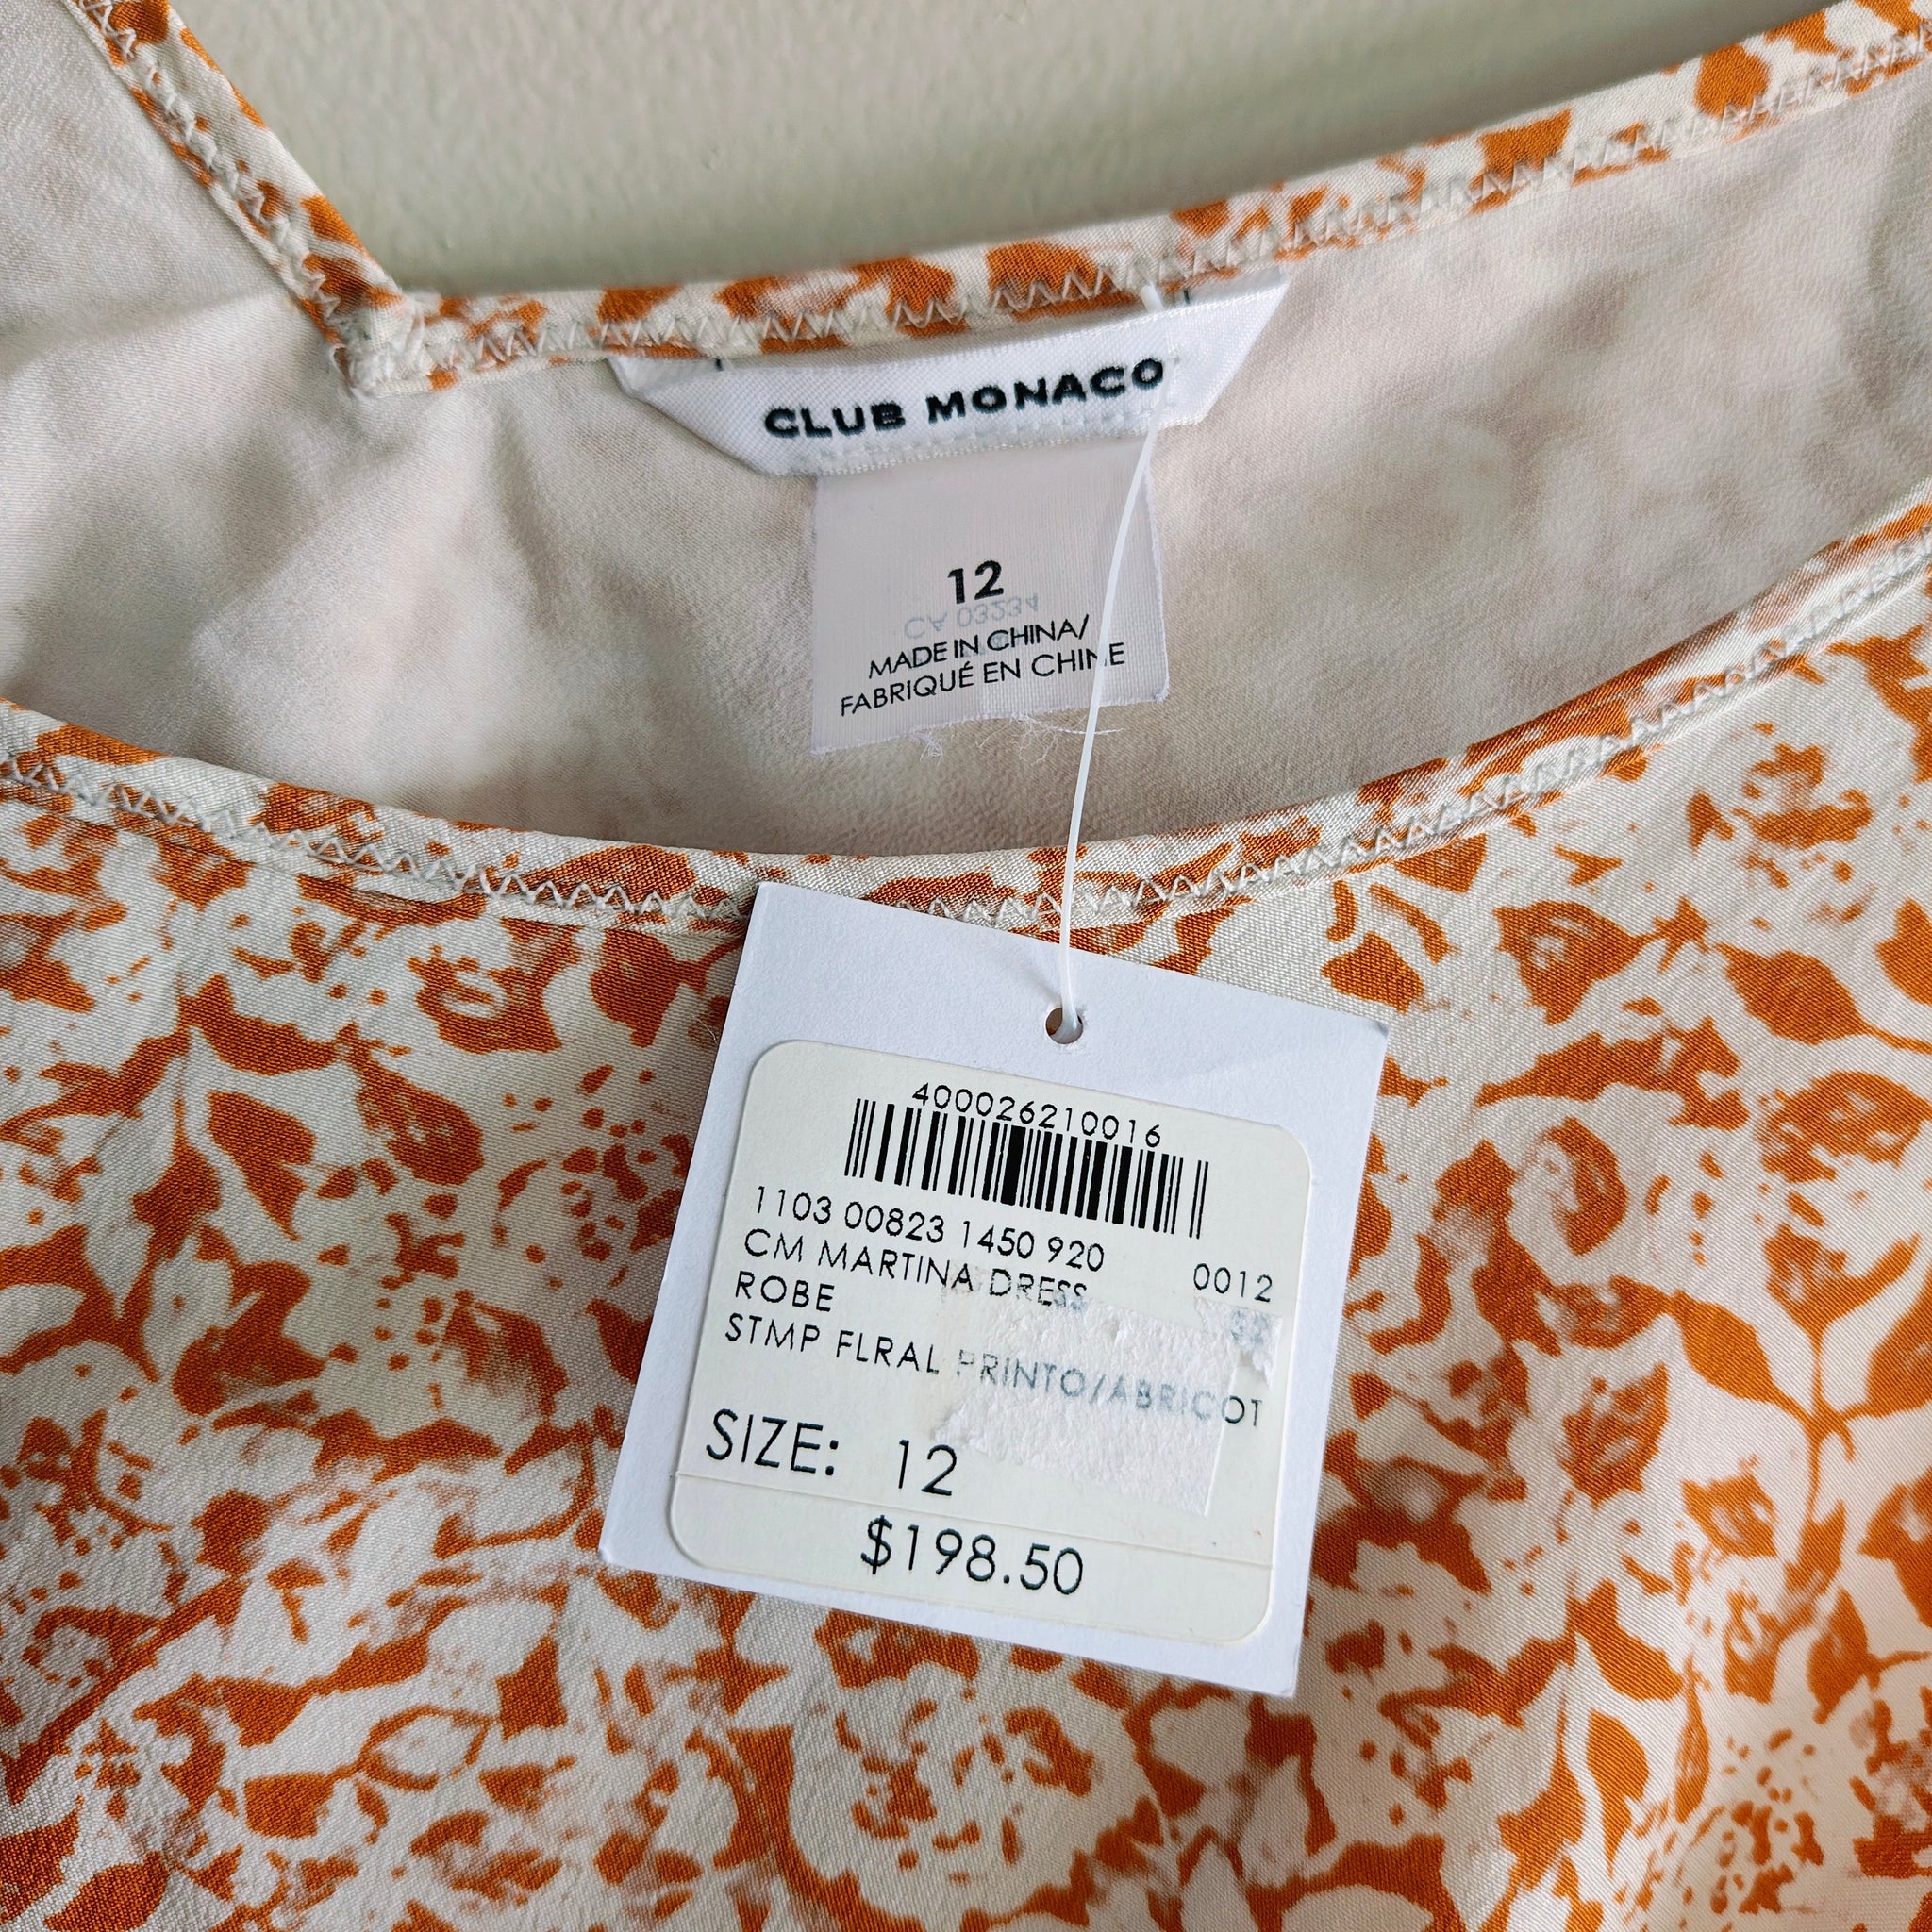 CLUB MONACO
12
CA 03234
MADE IN CHINA/
FABRIQUÉ EN CHINE
400026210016
1103 00823 1450 920 0012
CM MARTINA DRESS
ROBE
STMP FLRAL PRINTO/ABRICOT
SIZE: 12
$198.50